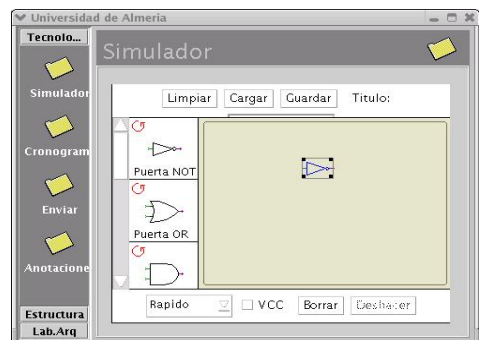 Universidad de Almeria
Tecnolo...
Simulador
Simulador
Cronogram
Enviar
Anotacione
Estructura
Lab.Arq
Limpiar Cargar Guardar Titulo:
Puerta NOT
Puerta OR
Rapido VCC Borrar Deshacer